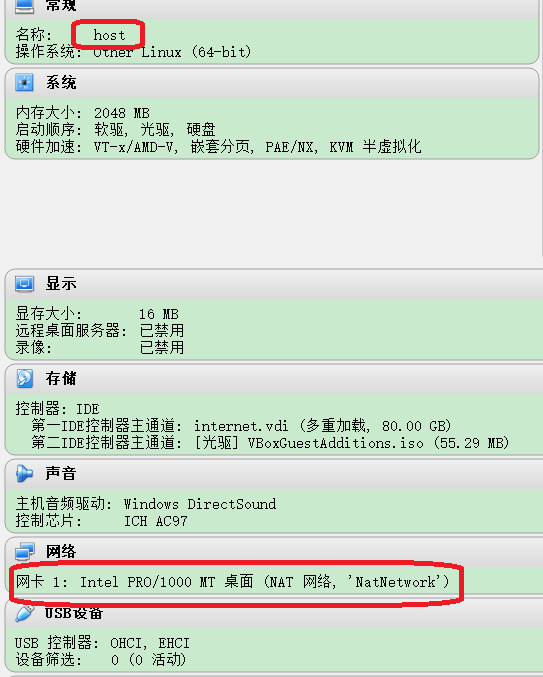 常规
名称: host
操作系统: Other Linux (64-bit)
系统
内存大小: 2048 MB
启动顺序: 软驱, 光驱, 硬盘
硬件加速: VT-x/AMD-V, 嵌套分页, PAE/NX, KVM 半虚拟化
显示
显存大小: 16 MB
远程桌面服务器: 已禁用
录像: 已禁用
存储
控制器: IDE
第一IDE控制器主通道: internet.vdi (多重加载, 80.00 GB)
第二IDE控制器主通道: [光驱] VBoxGuestAdditions.iso (55.29 MB)
声音
主机音频驱动: Windows DirectSound
控制芯片: ICH AC97
网络
网卡 1: Intel PRO/1000 MT 桌面 (NAT 网络, 'NatNetwork')
USB设备
USB 控制器: OHCI, EHCI
设备筛选: 0 (0 活动)